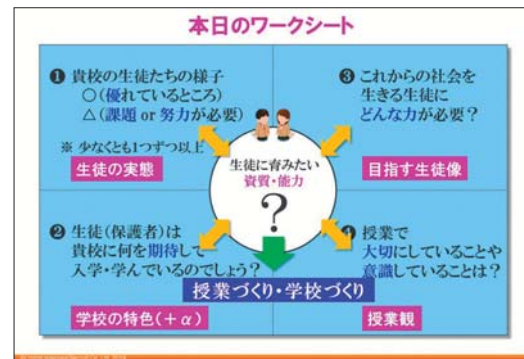 本日のワークシート
❶ 貴校の生徒たちの様子
○(優れているところ)
△(課題 or 努力が必要)
※ 少なくとも1つずつ以上
生徒の実態
❸ これからの社会を
生きる生徒に
どんな力が必要?
目指す生徒像
生徒に育みたい
資質・能力
?
❷ 生徒(保護者)は
貴校に何を期待して
入学・学んでいるのでしょう?
学校の特色(+α)
❹ 授業で
大切にしていることや
意識していることは?
授業観
授業づくり・学校づくり